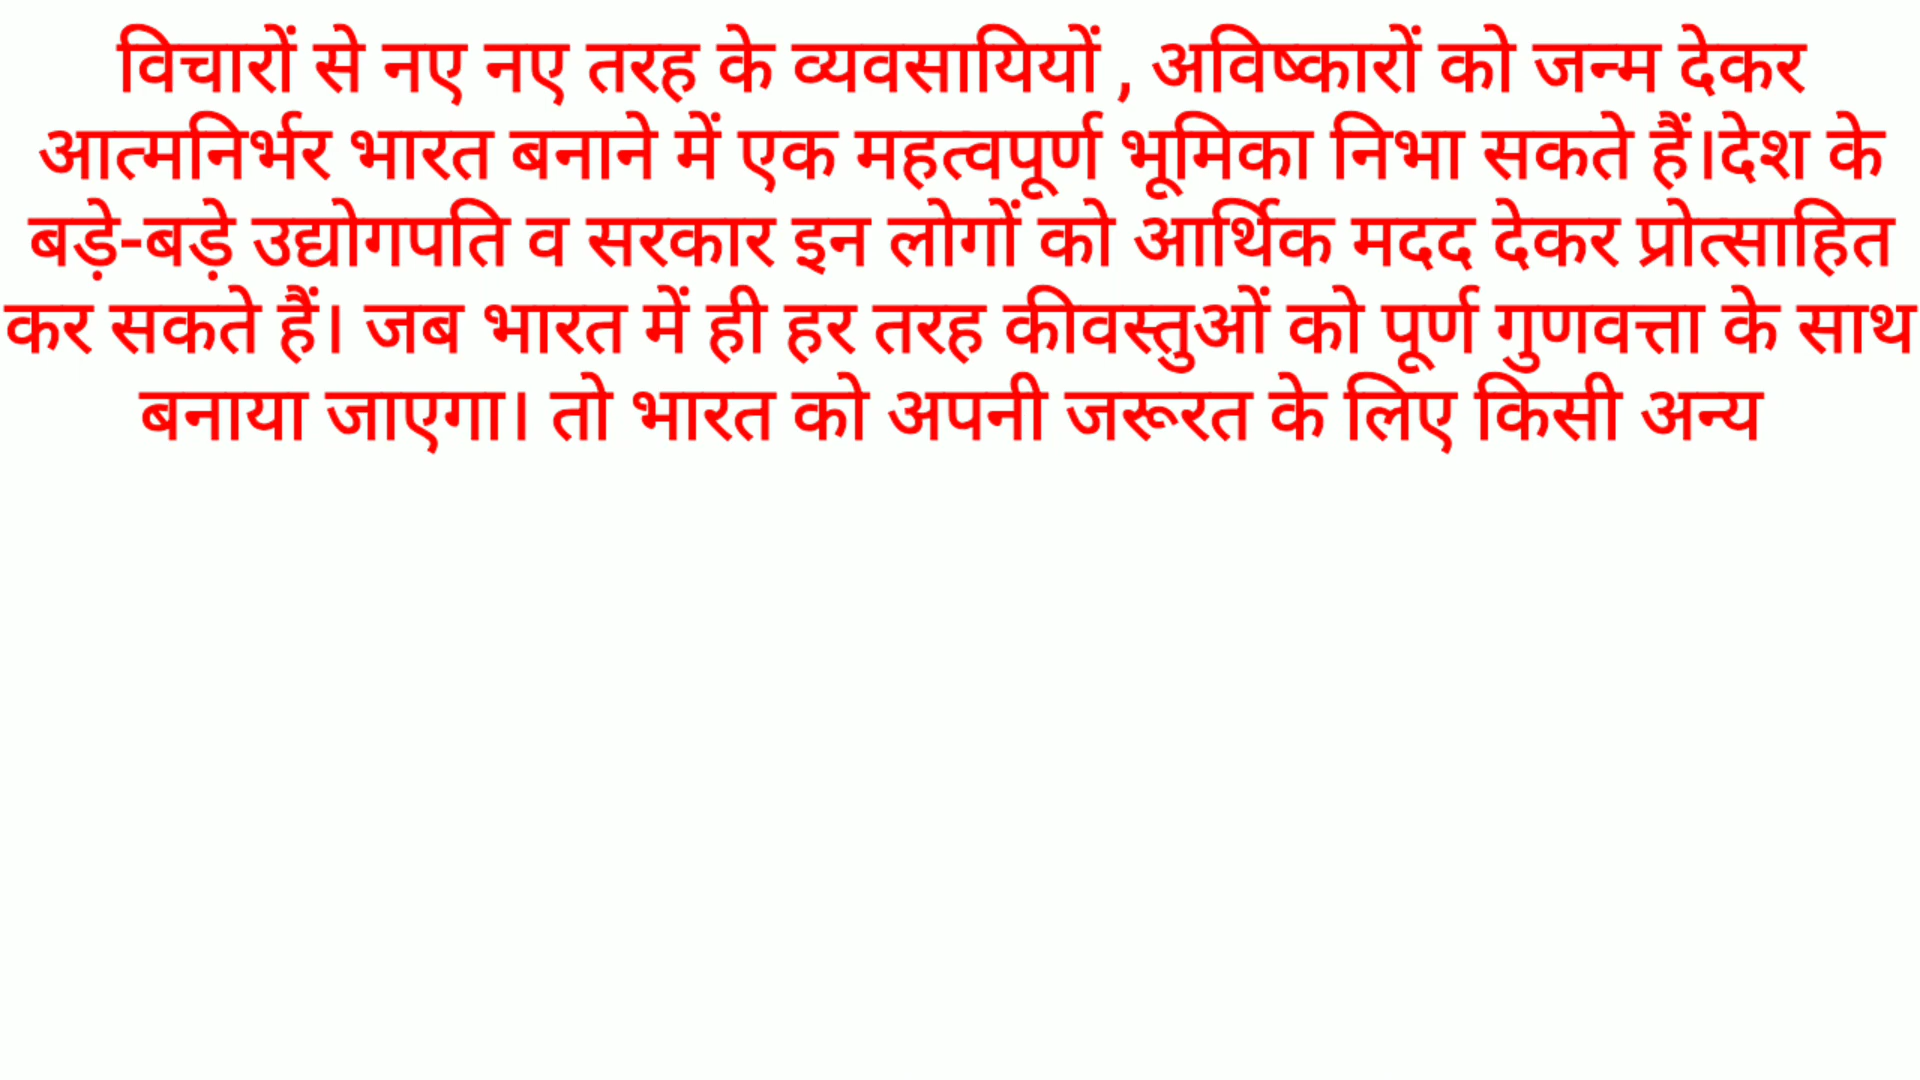 विचारों से नए नए तरह के व्यवसायियों , अविष्कारों को जन्म देकर
आत्मनिर्भर भारत बनाने में एक महत्वपूर्ण भूमिका निभा सकते हैं।देश के
बड़े-बड़े उद्योगपति व सरकार इन लोगों को आर्थिक मदद देकर प्रोत्साहित
कर सकते हैं। जब भारत में ही हर तरह कीवस्तुओं को पूर्ण गुणवत्ता के साथ
बनाया जाएगा। तो भारत को अपनी जरूरत के लिए किसी अन्य